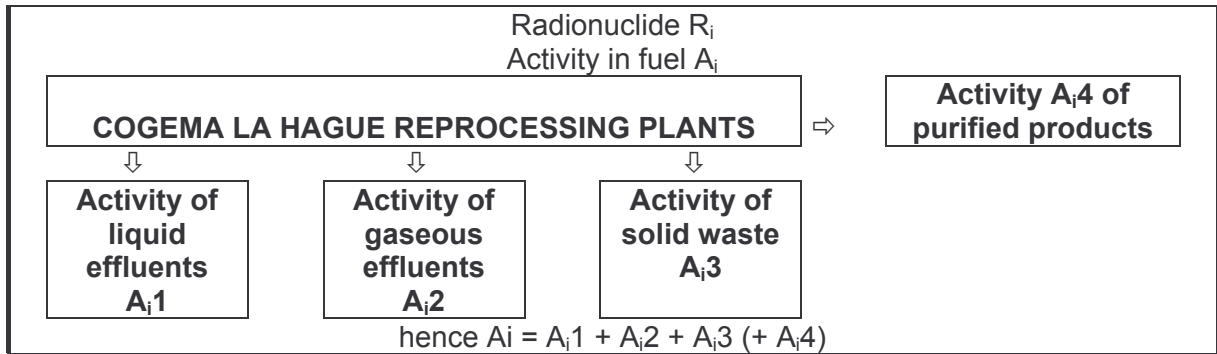 Radionuclide Rᵢ
Activity in fuel Aᵢ
COGEMA LA HAGUE REPROCESSING PLANTS ⇨
Activity Aᵢ4 of
purified products
Activity of
liquid
effluents
Aᵢ1
Activity of
gaseous
effluents
Aᵢ2
Activity of
solid waste
Aᵢ3
hence Ai = Aᵢ1 + Aᵢ2 + Aᵢ3 (+ Aᵢ4)